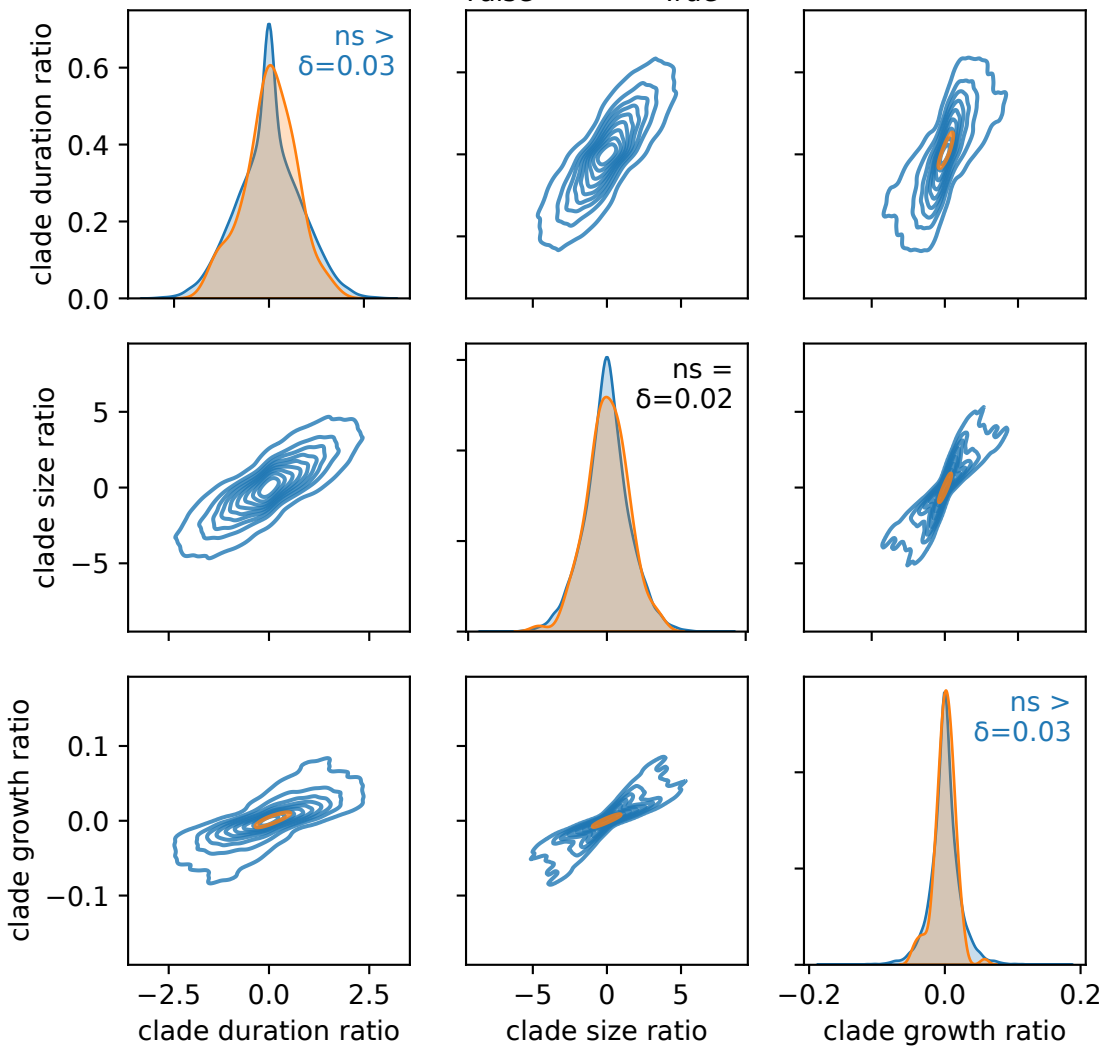 clade duration ratio
0.6
0.4
0.2
0.0
ns >
δ=0.03
clade size ratio
5
0
−5
ns =
δ=0.02
clade growth ratio
0.1
0.0
−0.1
ns >
δ=0.03
−2.5 0.0 2.5
−5 0 5
−0.2 0.0 0.2
clade duration ratio
clade size ratio
clade growth ratio